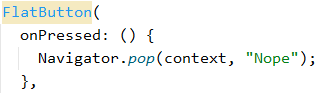 FlatButton(
onPressed: () {
Navigator.pop(context, "Nope");
},